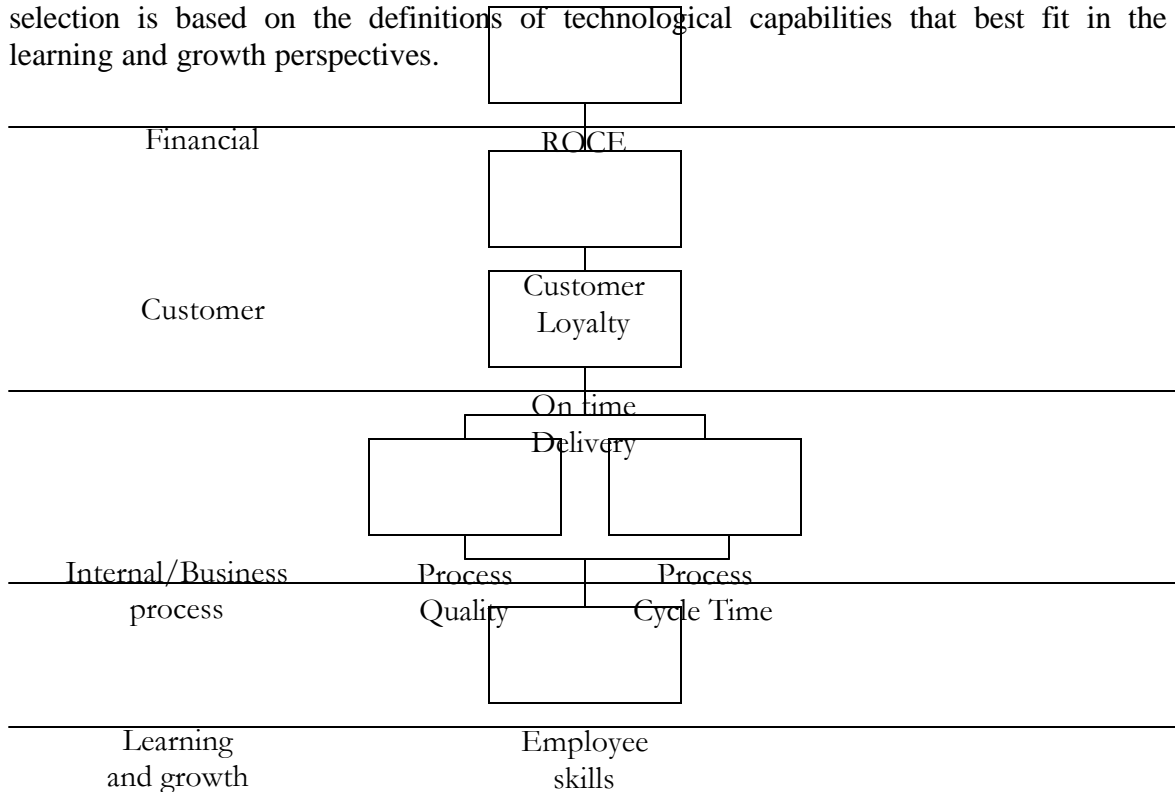 selection is based on the definitions of technological capabilities that best fit in the
learning and growth perspectives.
Financial
ROCE
Customer
Customer
Loyalty
On time
Delivery
Internal/Business
process
Process
Quality
Process
Cycle Time
Learning
and growth
Employee
skills